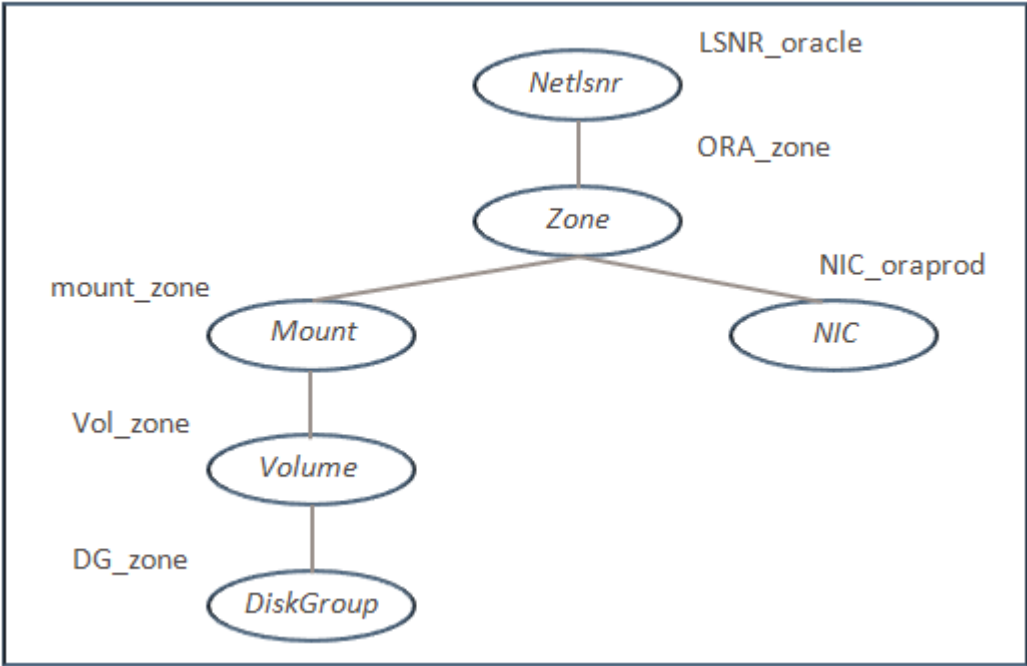 LSNR_oracle
Netlsnr
ORA_zone
Zone
NIC_oraprod
mount_zone
Mount
NIC
Vol_zone
Volume
DG_zone
DiskGroup